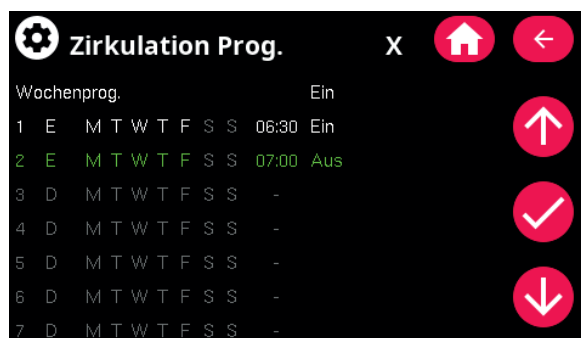 Zirkulation Prog. X
Wochenprog. Ein
1 E M T W T F S S 06:30 Ein
2 E M T W T F S S 07:00 Aus
3 D M T W T F S S -
4 D M T W T F S S -
5 D M T W T F S S -
6 D M T W T F S S -
7 D M T W T F S S -